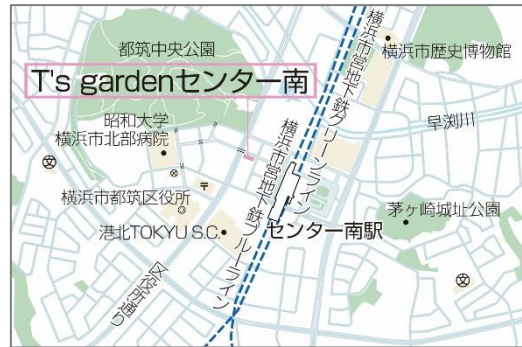 都筑中央公園
T's gardenセンター南
横浜市歴史博物館
昭和大学
横浜市北部病院
早渕川
横浜市営地下鉄グリーンライン
横浜市営地下鉄ブルーライン
横浜市都筑区役所
茅ヶ崎城址公園
センター南駅
港北TOKYU S.C.
区役所通り
文
文